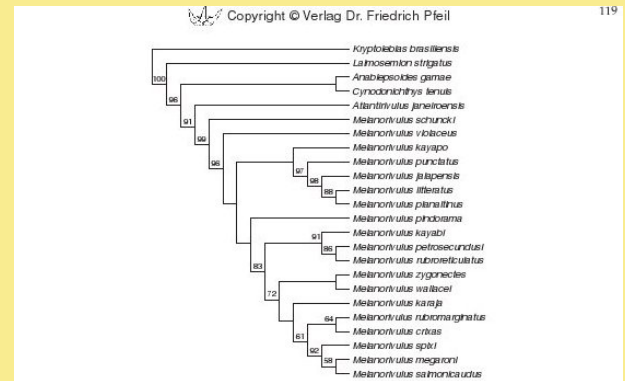 Copyright © Verlag Dr. Friedrich Pfeil
119
Kryptolebias brasiliensis
Laimosemion strigatus
100
Anablepsoides gamae
96
Cynodonichthys tenuis
Atlantirivulus janeiroensis
91
Melanorivulus schuncki
99
Melanorivulus violaceus
Melanorivulus kayapo
98
Melanorivulus punctatus
97
Melanorivulus jalapensis
98
Melanorivulus litteratus
88
Melanorivulus planaltinus
Melanorivulus pindorama
Melanorivulus kayabi
91
Melanorivulus petrosecundusi
86
Melanorivulus rubroreticulatus
83
Melanorivulus zygonectes
Melanorivulus wallacei
72
Melanorivulus karaja
Melanorivulus rubromarginatus
64
Melanorivulus crixas
61
Melanorivulus spixi
92
Melanorivulus megaroni
58
Melanorivulus salmonicaudus